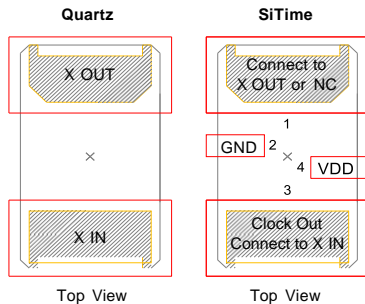 Quartz
SiTime
X OUT
Connect to
X OUT or NC
1
GND
2
4
VDD
3
X IN
Clock Out
Connect to X IN
Top View
Top View